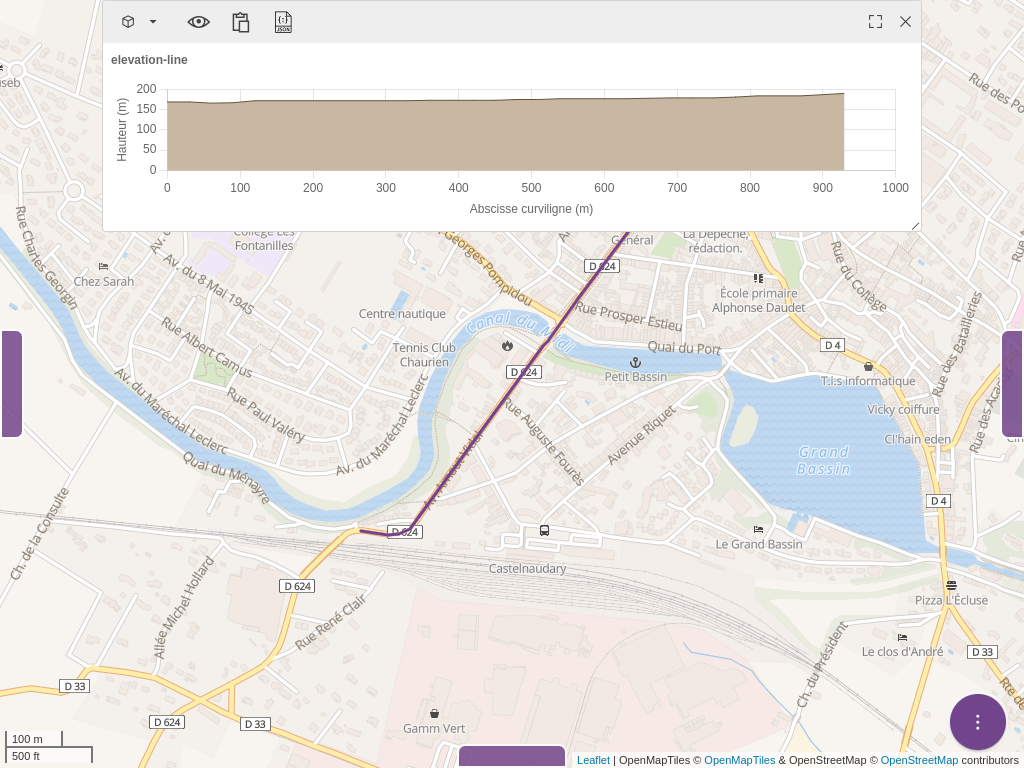 JSON
elevation-line
Hauteur (m)
200
150
100
50
0
0 100 200 300 400 500 600 700 800 900 1000
Abscisse curviligne (m)
Rue des
Rue Charles Georgin
Collège Les
Fontanilles
Av. du 8 Mai 1945
Chez Sarah
Georges Pompidou
Général
La Dépêche,
rédaction.
D 624
Rue du Collège
École primaire
Alphonse Daudet
Centre nautique
Canal du Midi
Rue Prosper Estieu
Rue Albert Camus
Tennis Club
Chaurien
Quai du Port
D 4
Rue des Batailleries
D 624
Petit Bassin
T.i.s informatique
Av. du Maréchal Leclerc
Rue Paul Valéry
Av. du Maréchal Leclerc
Rue Auguste Fourès
Avenue Riquet
Vicky coiffure
Rue des Acacias
Cl'hain eden
Grand
Bassin
Quai du Ménayre
D 4
Ch. de la Consulte
D 624
Le Grand Bassin
Castelnaudary
Allée Michel Hollard
D 624
Rue René Clair
Pizza L'Écluse
Ch. du Président
Le clos d'André
D 33
D 33
D 624
D 33
Gamm Vert
100 m
500 ft
Leaflet | OpenMapTiles © OpenMapTiles & OpenStreetMap © OpenStreetMap contributors